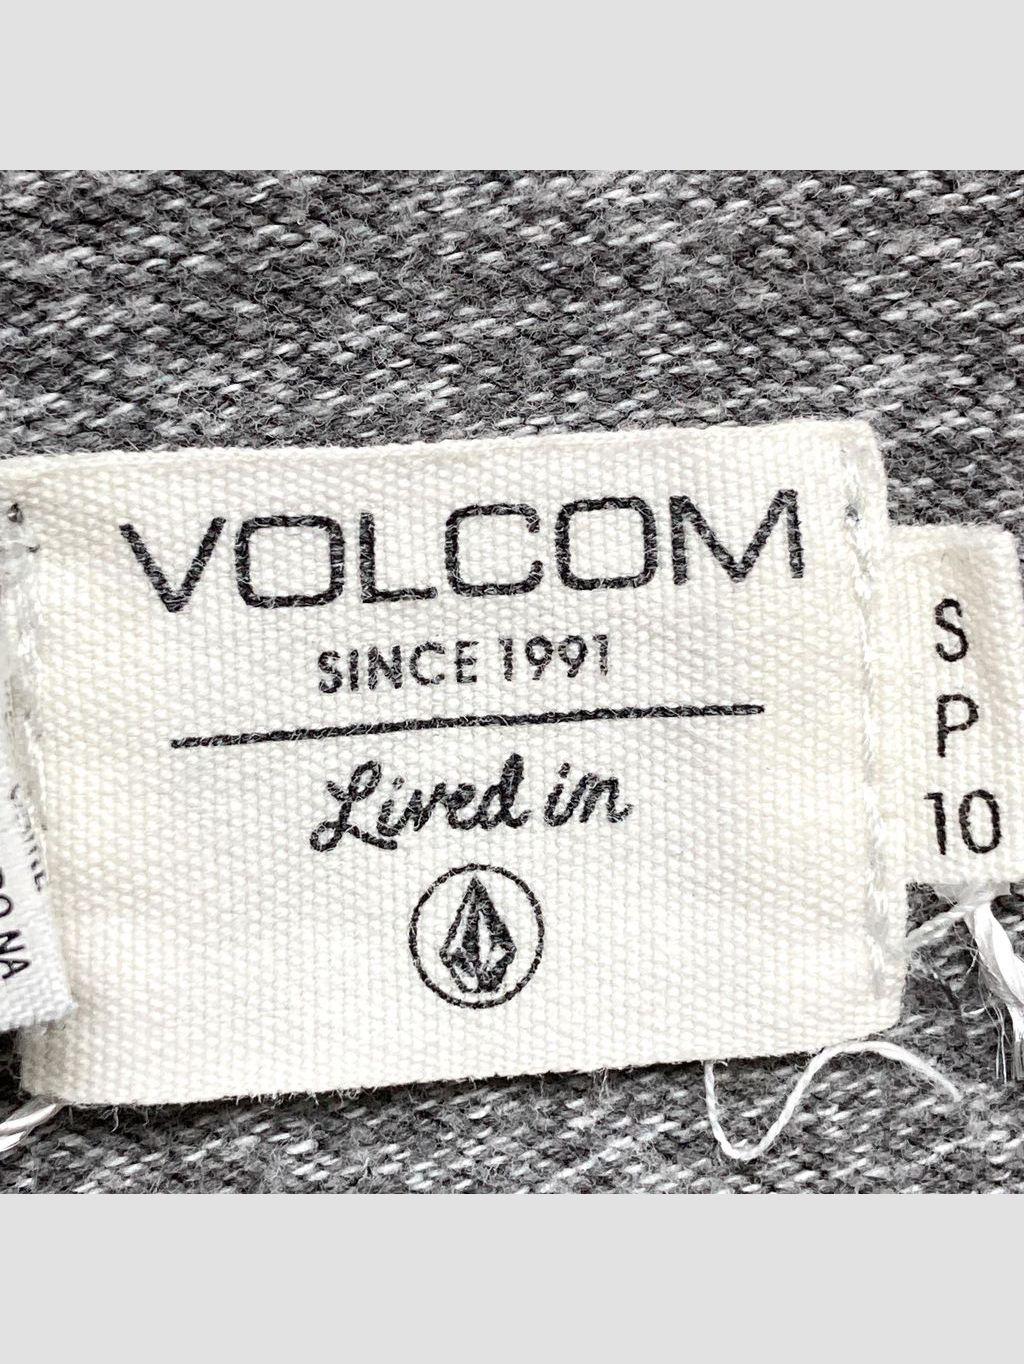 VOLCOM
SINCE 1991
Lived in
S
P
10